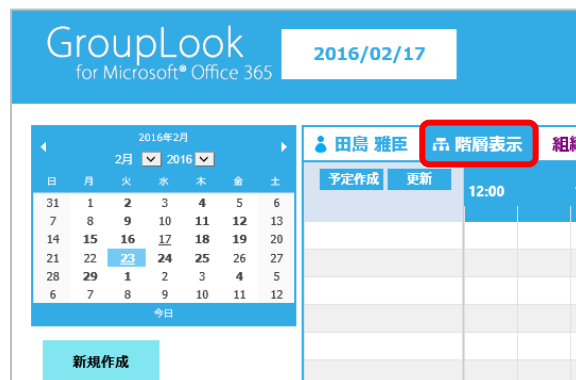 GroupLook
for Microsoft® Office 365
2016/02/17
2016年2月
2月 2016
日 月 火 水 木 金 土
31 1 2 3 4 5 6
7 8 9 10 11 12 13
14 15 16 17 18 19 20
21 22 23 24 25 26 27
28 29 1 2 3 4 5
6 7 8 9 10 11 12
今日
新規作成
田島 雅臣 階層表示
予定作成 更新 12:00